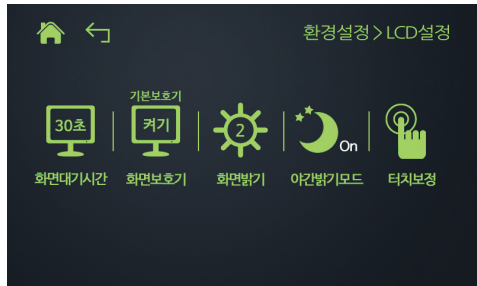 환경설정 > LCD설정
기본보호기
30초
켜기
2
On
화면대기시간
화면보호기
화면밝기
야간밝기모드
터치보정